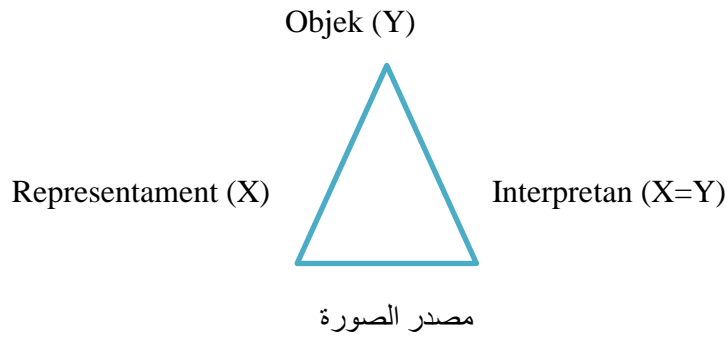 Objek (Y)
Representament (X)
Interpretan (X=Y)
مصدر الصورة